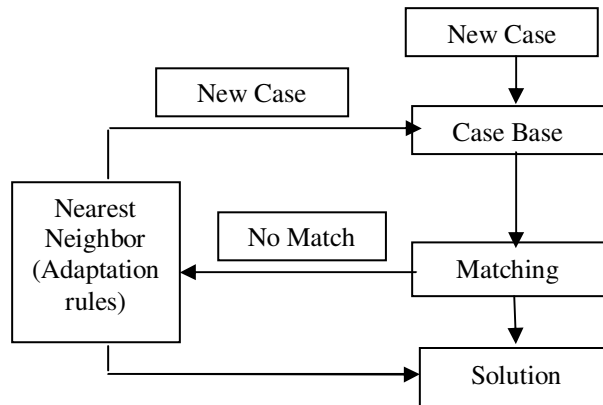 New Case
New Case
Case Base
Nearest
Neighbor
(Adaptation
rules)
No Match
Matching
Solution